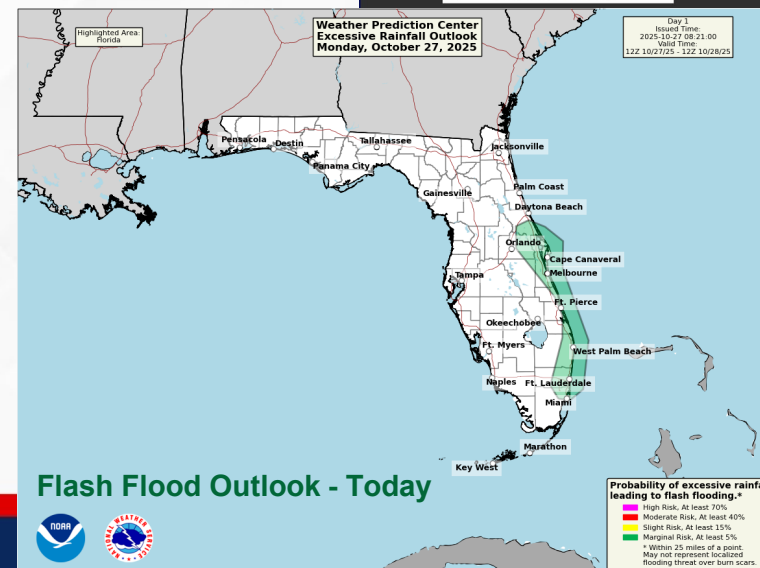 Weather Prediction Center
Excessive Rainfall Outlook
Monday, October 27, 2025
Highlighted Area:
Florida
Day 1
Issued Time:
2025-10-27 08:21:00
Valid Time:
12Z 10/27/25 - 12Z 10/28/25
Pensacola
Destin
Tallahassee
Panama City
Jacksonville
Gainesville
Palm Coast
Daytona Beach
Orlando
Cape Canaveral
Melbourne
Tampa
Ft. Pierce
Okeechobee
Ft. Myers
West Palm Beach
Naples
Ft. Lauderdale
Miami
Marathon
Key West
Flash Flood Outlook - Today
NOAA
NATIONAL WEATHER SERVICE
Probability of excessive rainfa
leading to flash flooding.*
High Risk, At least 70%
Moderate Risk, At least 40%
Slight Risk, At least 15%
Marginal Risk, At least 5%
* Within 25 miles of a point.
May not represent localized
flooding threat over burn scars.